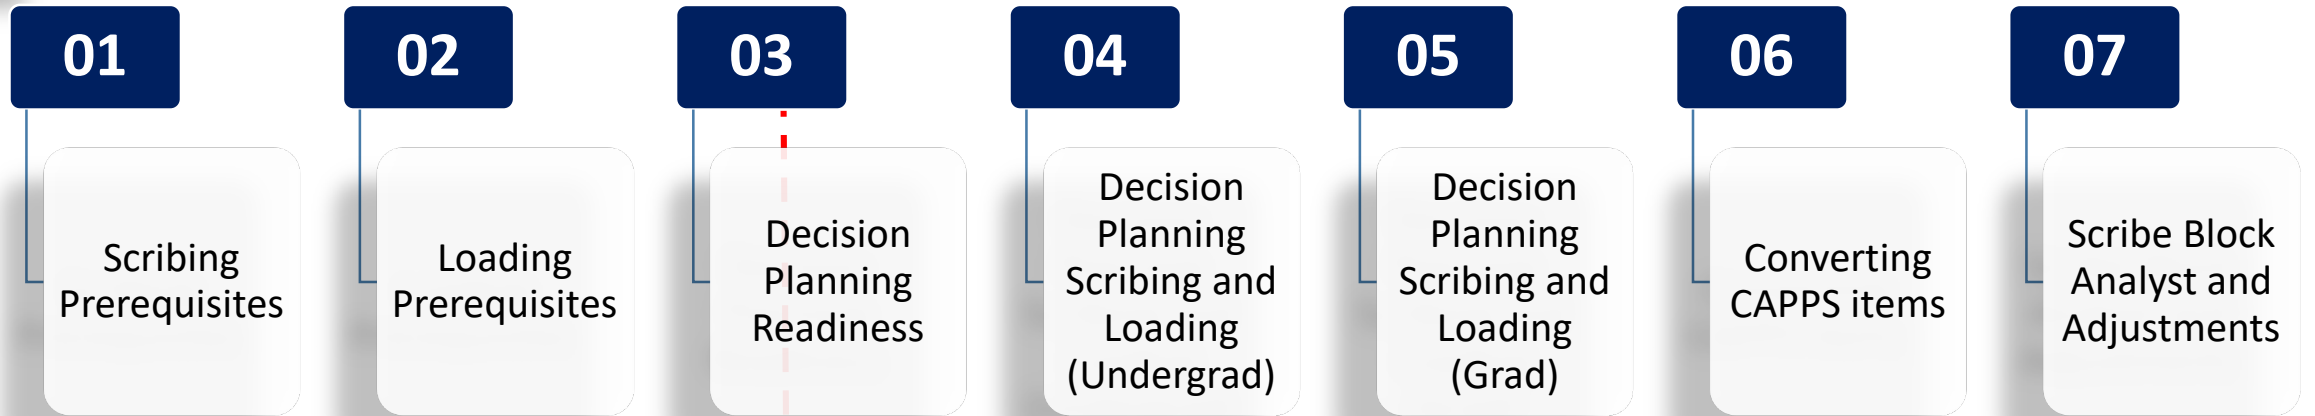 01
Scribing
Prerequisites
02
Loading
Prerequisites
03
Decision
Planning
Readiness
04
Decision
Planning
Scribing and
Loading
(Undergrad)
05
Decision
Planning
Scribing and
Loading
(Grad)
06
Converting
CAPPS items
07
Scribe Block
Analyst and
Adjustments